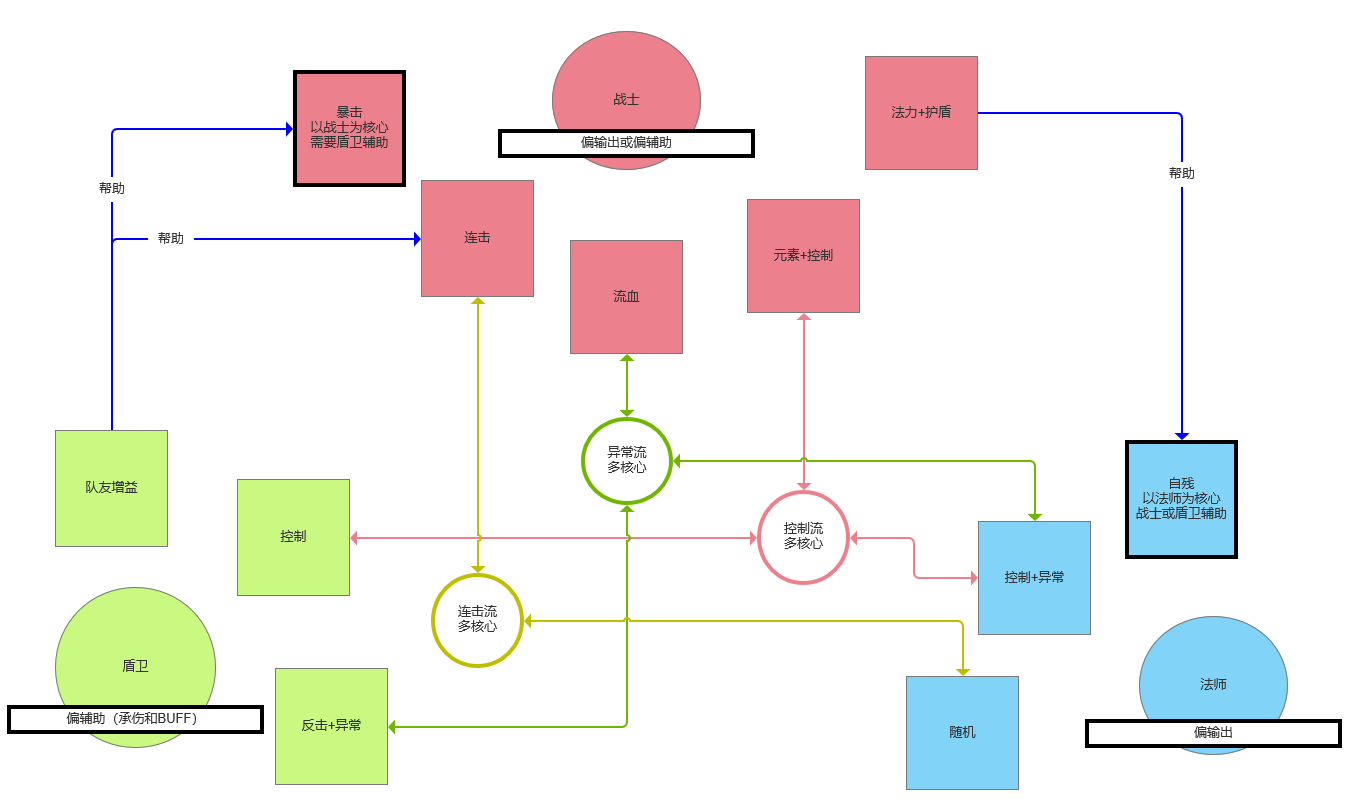 战士
偏输出或偏辅助
暴击
以战士为核心
需要盾卫辅助
法力+护盾
帮助
帮助
帮助
连击
流血
元素+控制
异常流
多核心
队友增益
控制
控制流
多核心
自残
以法师为核心
战士或盾卫辅助
控制+异常
连击流
多核心
盾卫
偏辅助（承伤和BUFF）
反击+异常
随机
法师
偏输出